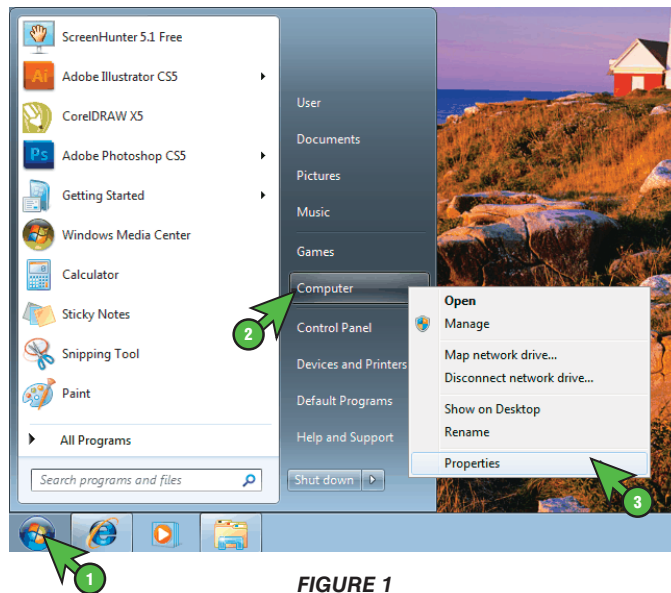 ScreenHunter 5.1 Free
Ai
Adobe Illustrator CS5
CorelDRAW X5
Ps
Adobe Photoshop CS5
Getting Started
Windows Media Center
Calculator
Sticky Notes
Snipping Tool
Paint
All Programs
Search programs and files
User
Documents
Pictures
Music
Games
Computer
Control Panel
Devices and Printers
Default Programs
Help and Support
Shut down
Open
Manage
Map network drive...
Disconnect network drive...
Show on Desktop
Rename
Properties
2
3
1
FIGURE 1